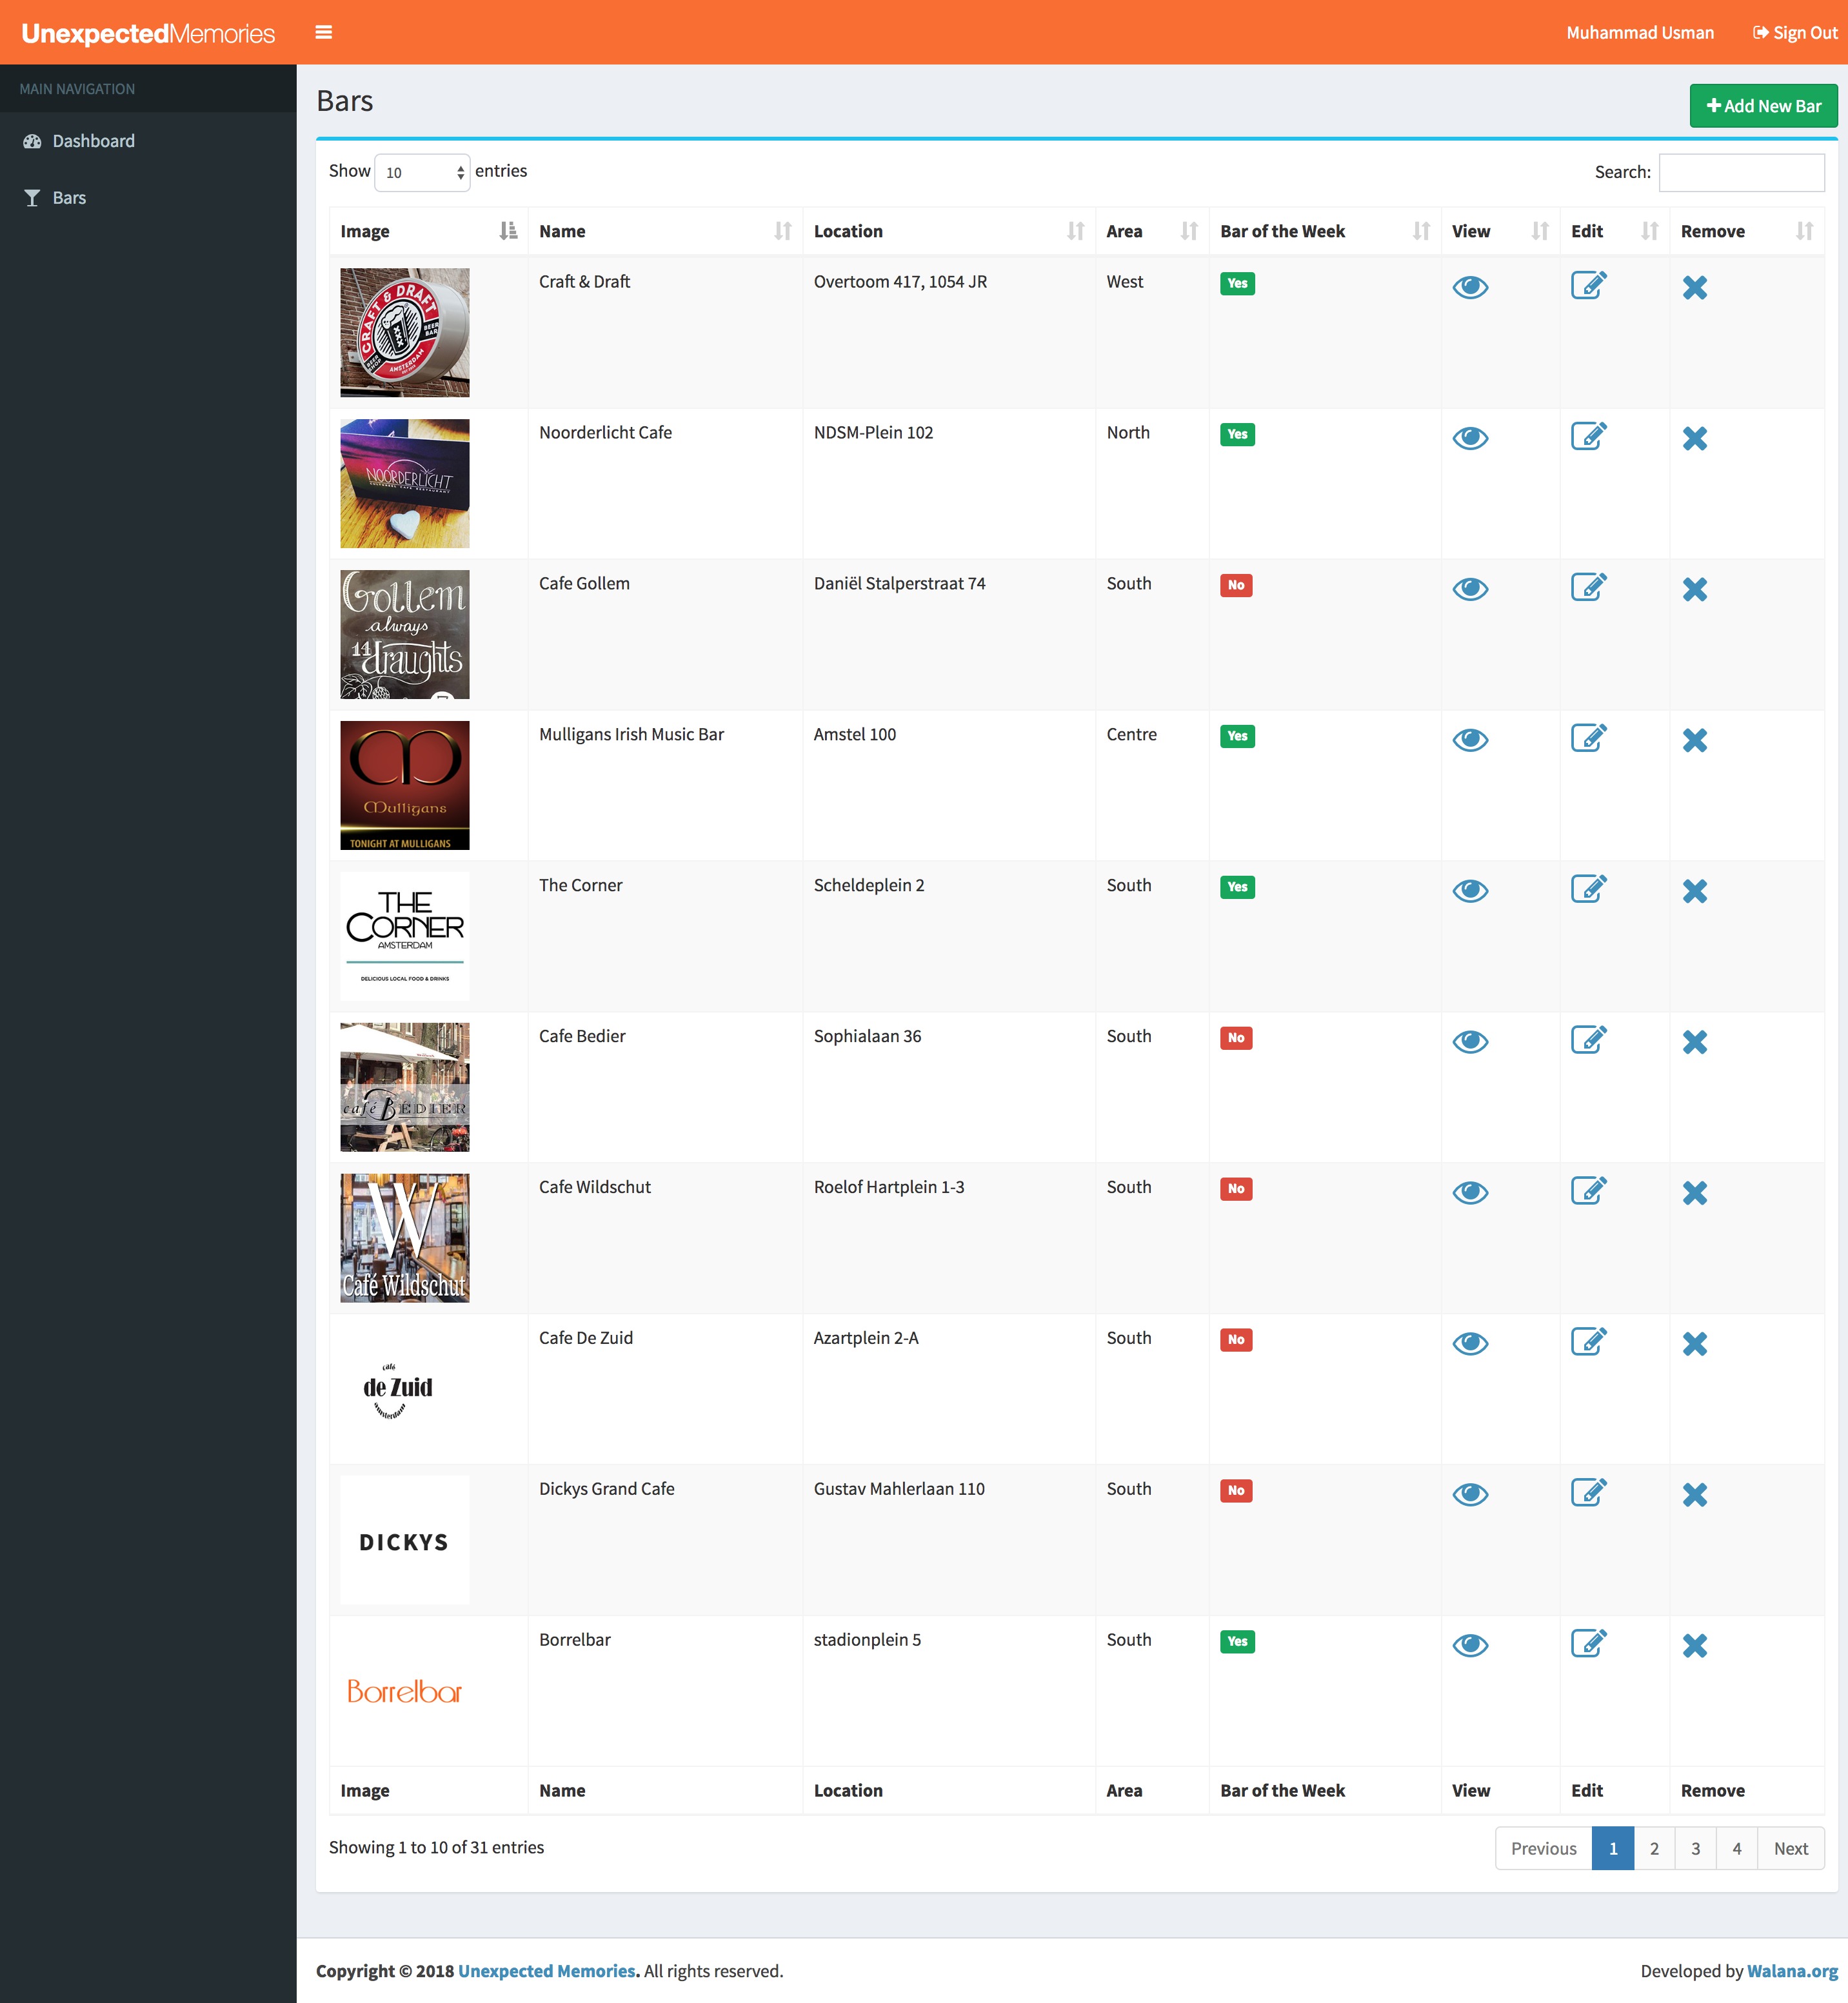 UnexpectedMemories
Muhammad Usman
Sign Out
MAIN NAVIGATION
Dashboard
Bars
Bars
Add New Bar
Show 10 entries
Search:
Image Name Location Area Bar of the Week View Edit Remove
Craft & Draft Overtoom 417, 1054 JR West Yes
CRAFT & DRAFT
BEER BAR
XXX
BEER SHOP
AMSTERDAM
Noorderlicht Cafe NDSM-Plein 102 North Yes
NOORDERLICHT
Cafe Gollem Daniël Stalperstraat 74 South No
Gollem
always
14 draughts
Mulligans Irish Music Bar Amstel 100 Centre Yes
Mulligans
TONIGHT AT MULLIGANS
The Corner Scheldeplein 2 South Yes
THE
CORNER
AMSTERDAM
DELICIOUS LOCAL FOOD & DRINKS
Cafe Bedier Sophialaan 36 South No
café BÉDIER
Cafe Wildschut Roelof Hartplein 1-3 South No
W
Café Wildschut
Cafe De Zuid Azartplein 2-A South No
café
de Zuid
amsterdam
Dickys Grand Cafe Gustav Mahlerlaan 110 South No
DICKYS
Borrelbar stadionplein 5 South Yes
Borrelbar
Image Name Location Area Bar of the Week View Edit Remove
Showing 1 to 10 of 31 entries
Previous 1 2 3 4 Next
Copyright © 2018 Unexpected Memories. All rights reserved.
Developed by Walana.org